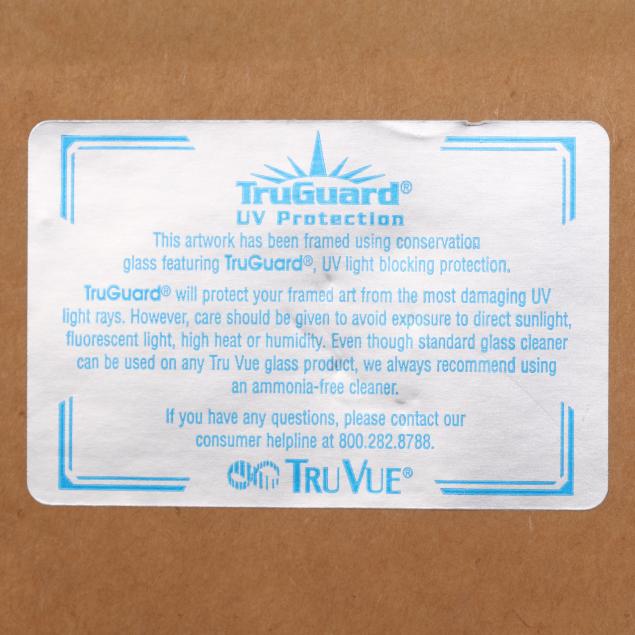 TruGuard®
UV Protection
This artwork has been framed using conservation
glass featuring TruGuard®, UV light blocking protection.
TruGuard® will protect your framed art from the most damaging UV
light rays. However, care should be given to avoid exposure to direct sunlight,
fluorescent light, high heat or humidity. Even though standard glass cleaner
can be used on any Tru Vue glass product, we always recommend using
an ammonia-free cleaner.
If you have any questions, please contact our
consumer helpline at 800.282.8788.
TRU VUE®